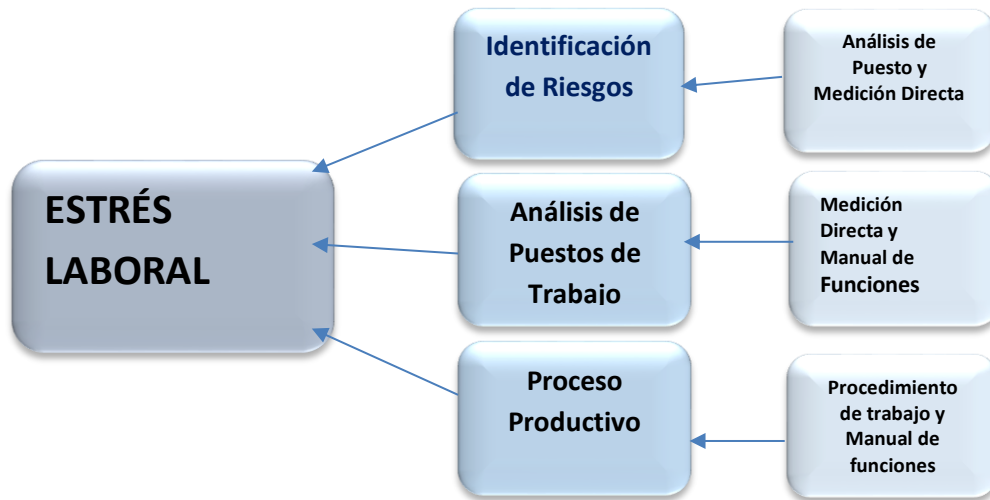 ESTRÉS
LABORAL
Identificación
de Riesgos
Análisis de
Puesto y
Medición Directa
Análisis de
Puestos de
Trabajo
Medición
Directa y
Manual de
Funciones
Proceso
Productivo
Procedimiento
de trabajo y
Manual de
funciones